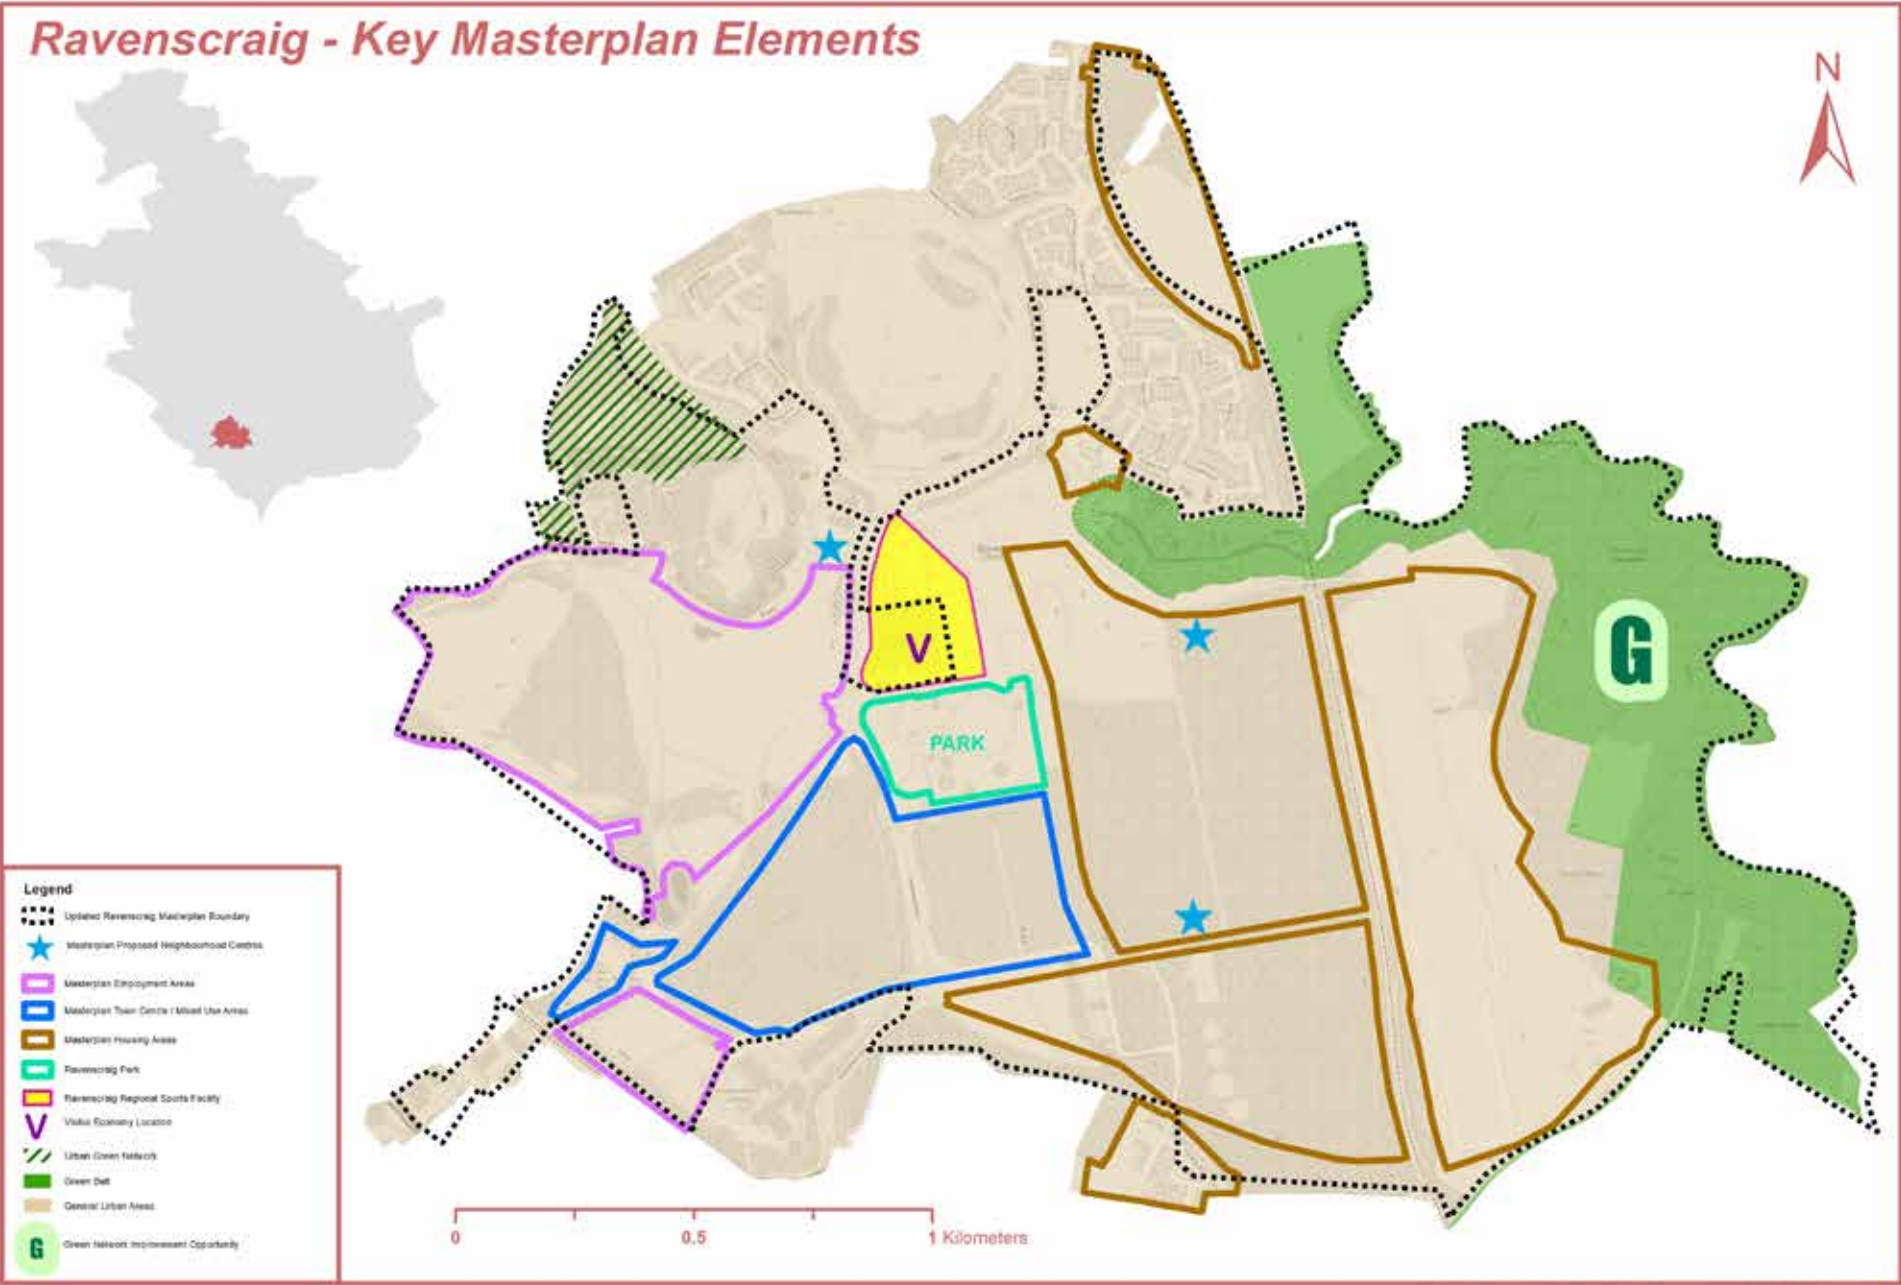 Ravenscraig - Key Masterplan Elements
N
V
PARK
G
Legend
Updated Ravenscraig Masterplan Boundary
Masterplan Proposed Neighbourhood Centres
Masterplan Employment Areas
Masterplan Town Centre / Mixed Use Areas
Masterplan Housing Areas
Ravenscraig Park
Ravenscraig Regional Sports Facility
V
Visitor Economy Location
Urban Green Network
Green Belt
General Urban Areas
G
Green Network Improvement Opportunity
0
0.5
1 Kilometers